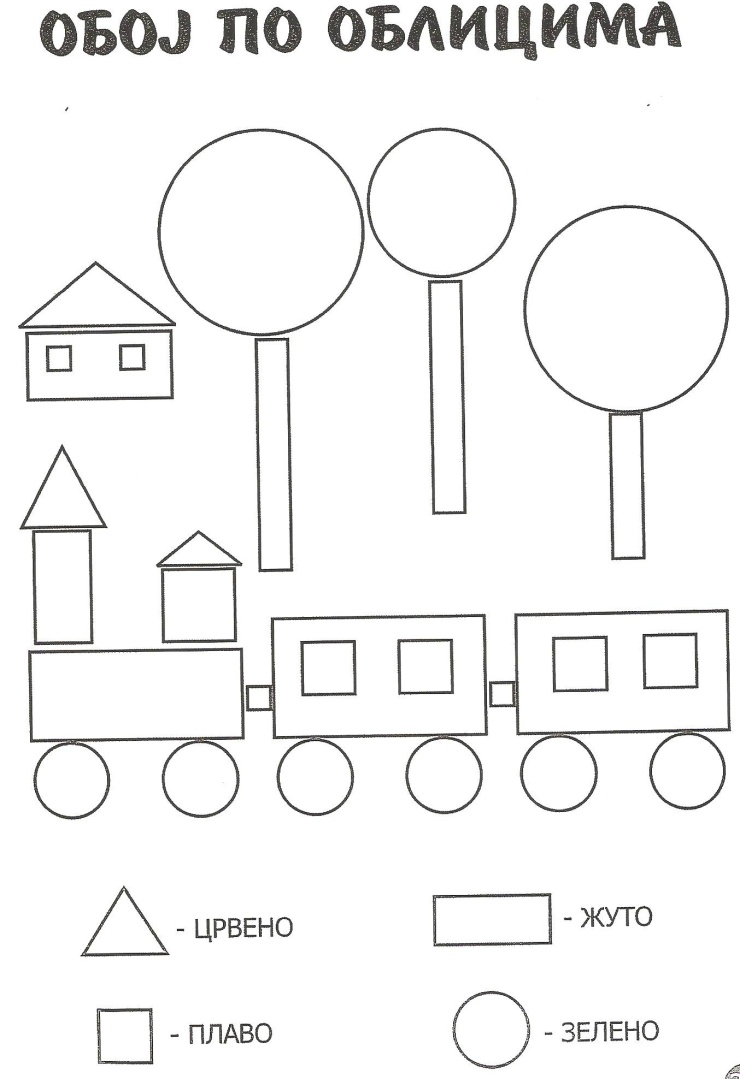 ОБОЈ ПО ОБЛИЦИМА
- ЦРВЕНО
- ЖУТО
- ПЛАВО
- ЗЕЛЕНО